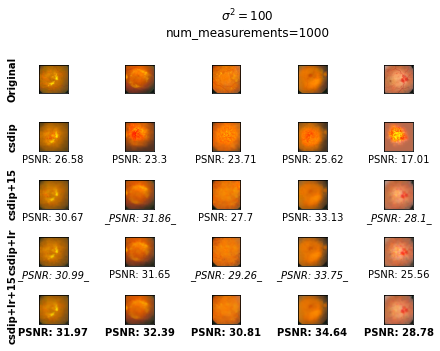 σ² = 100
num_measurements=1000
Original
csdip
PSNR: 26.58 PSNR: 23.3 PSNR: 23.71 PSNR: 25.62 PSNR: 17.01
csdip+15
PSNR: 30.67 _PSNR: 31.86_ PSNR: 27.7 PSNR: 33.13 _PSNR: 28.1_
csdip+lr
_PSNR: 30.99_ PSNR: 31.65 _PSNR: 29.26_ _PSNR: 33.75_ PSNR: 25.56
csdip+lr+15
PSNR: 31.97 PSNR: 32.39 PSNR: 30.81 PSNR: 34.64 PSNR: 28.78